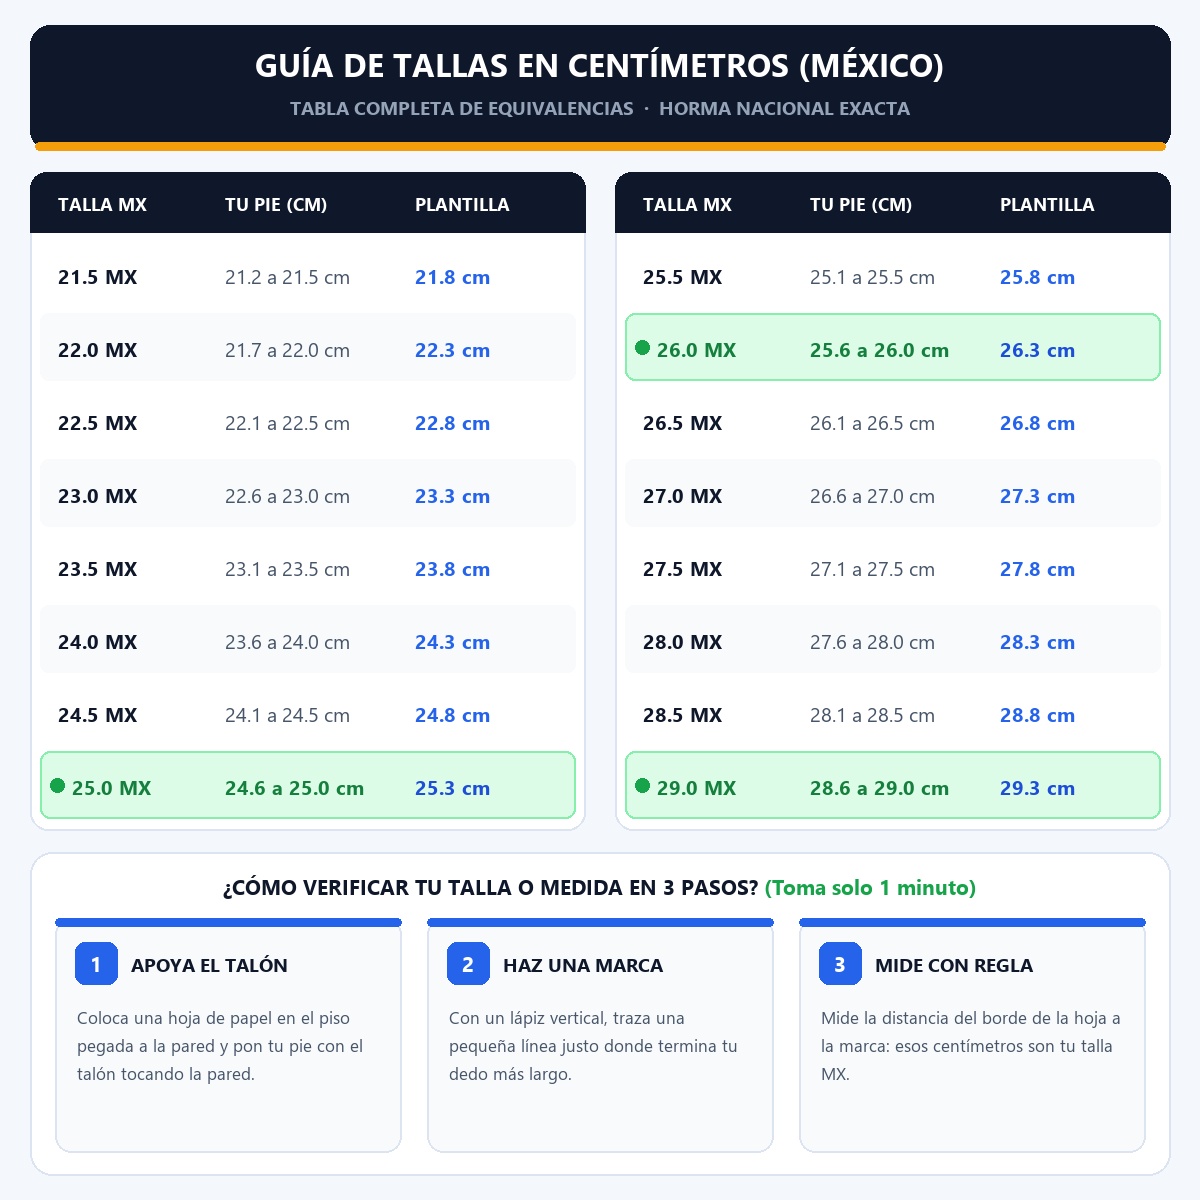 GUÍA DE TALLAS EN CENTÍMETROS (MÉXICO)
TABLA COMPLETA DE EQUIVALENCIAS · HORMA NACIONAL EXACTA
TALLA MX TU PIE (CM) PLANTILLA
21.5 MX 21.2 a 21.5 cm 21.8 cm
22.0 MX 21.7 a 22.0 cm 22.3 cm
22.5 MX 22.1 a 22.5 cm 22.8 cm
23.0 MX 22.6 a 23.0 cm 23.3 cm
23.5 MX 23.1 a 23.5 cm 23.8 cm
24.0 MX 23.6 a 24.0 cm 24.3 cm
24.5 MX 24.1 a 24.5 cm 24.8 cm
25.0 MX 24.6 a 25.0 cm 25.3 cm
TALLA MX TU PIE (CM) PLANTILLA
25.5 MX 25.1 a 25.5 cm 25.8 cm
26.0 MX 25.6 a 26.0 cm 26.3 cm
26.5 MX 26.1 a 26.5 cm 26.8 cm
27.0 MX 26.6 a 27.0 cm 27.3 cm
27.5 MX 27.1 a 27.5 cm 27.8 cm
28.0 MX 27.6 a 28.0 cm 28.3 cm
28.5 MX 28.1 a 28.5 cm 28.8 cm
29.0 MX 28.6 a 29.0 cm 29.3 cm
¿CÓMO VERIFICAR TU TALLA O MEDIDA EN 3 PASOS? (Toma solo 1 minuto)
1 APOYA EL TALÓN
Coloca una hoja de papel en el piso
pegada a la pared y pon tu pie con el
talón tocando la pared.
2 HAZ UNA MARCA
Con un lápiz vertical, traza una
pequeña línea justo donde termina tu
dedo más largo.
3 MIDE CON REGLA
Mide la distancia del borde de la hoja a
la marca: esos centímetros son tu talla
MX.